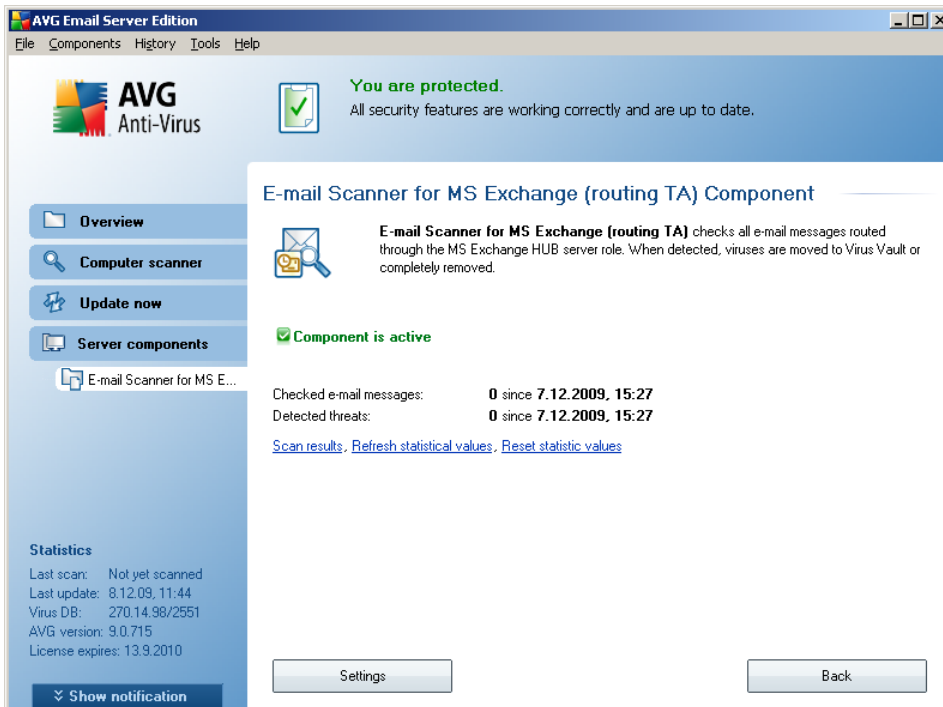 AVG Email Server Edition
File Components History Tools Help
AVG
Anti-Virus
You are protected.
All security features are working correctly and are up to date.
Overview
Computer scanner
Update now
Server components
E-mail Scanner for MS E...
E-mail Scanner for MS Exchange (routing TA) Component
E-mail Scanner for MS Exchange (routing TA) checks all e-mail messages routed
through the MS Exchange HUB server role. When detected, viruses are moved to Virus Vault or
completely removed.
Component is active
Checked e-mail messages: 0 since 7.12.2009, 15:27
Detected threats: 0 since 7.12.2009, 15:27
Scan results, Refresh statistical values, Reset statistic values
Statistics
Last scan: Not yet scanned
Last update: 8.12.09, 11:44
Virus DB: 270.14.98/2551
AVG version: 9.0.715
License expires: 13.9.2010
Show notification
Settings
Back